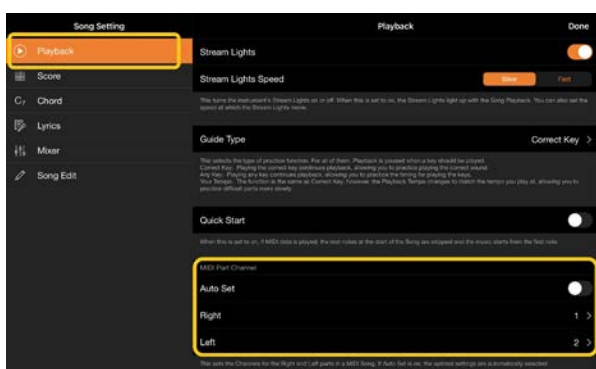 Song Setting
Playback
Done
Playback
Score
C7 Chord
Lyrics
Mixer
Song Edit
Stream Lights
Stream Lights Speed
Slow
Fast
This turns the instrument's Stream Lights on or off. When this is set to on, the Stream Lights light up with the Song Playback. You can also set the
speed at which the Stream Lights move.
Guide Type
Correct Key >
This selects the type of practice function. For all of them, Playback is paused when a key should be played.
Correct Key: Playing the correct key continues playback, allowing you to practice playing the correct sound.
Any Key: Playing any key continues playback, allowing you to practice the timing for playing the keys.
Your Tempo: The function is the same as Correct Key, however, the Playback Tempo changes to match the tempo you play at, allowing you to
practice difficult parts more slowly.
Quick Start
When this is set to on, if MIDI data is played, the rest notes at the start of the Song are skipped and the music starts from the first note.
MIDI Part Channel
Auto Set
Right
1 >
Left
2 >
This sets the Channels for the Right and Left parts in a MIDI Song. If Auto Set is on, the optimal settings are automatically selected.